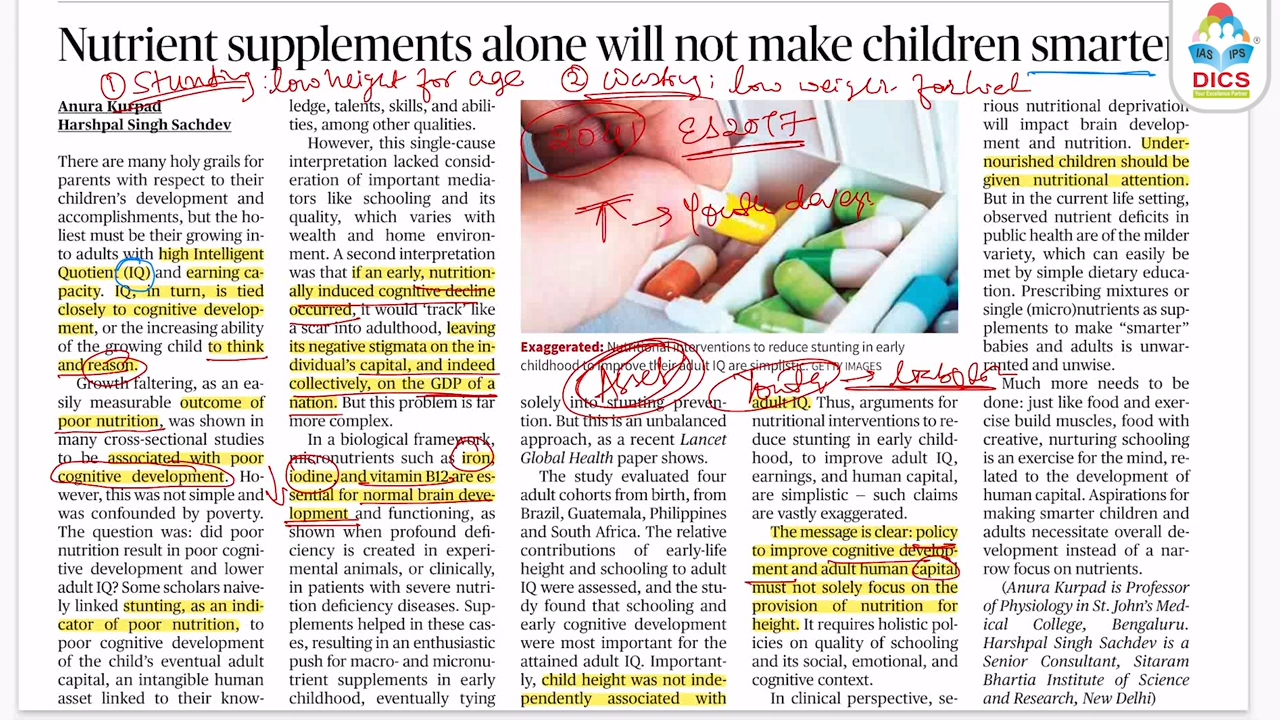 Nutrient supplements alone will not make children smarter
IAS IPS
DICS
Your Excellence Partner
① Stunting: low height for age ② Wasting: low weight for
Anura Kurpad
Harshpal Singh Sachdev
There are many holy grails for
parents with respect to their
children's development and
accomplishments, but the ho-
liest must be their growing in-
to adults with high Intelligent
Quotient (IQ) and earning ca-
pacity. IQ, in turn, is tied
closely to cognitive develop-
ment, or the increasing ability
of the growing child to think
and reason.
Growth faltering, as an ea-
sily measurable outcome of
poor nutrition, was shown in
many cross-sectional studies
to be associated with poor
cognitive development. Ho-
wever, this was not simple and
was confounded by poverty.
The question was: did poor
nutrition result in poor cogni-
tive development and lower
adult IQ? Some scholars naive-
ly linked stunting, as an indi-
cator of poor nutrition, to
poor cognitive development
of the child's eventual adult
capital, an intangible human
asset linked to their know-
ledge, talents, skills, and abili-
ties, among other qualities.
However, this single-cause
interpretation lacked consid-
eration of important media-
tors like schooling and its
quality, which varies with
wealth and home environ-
ment. A second interpretation
was that if an early, nutrition-
ally induced cognitive decline
occurred, it would 'track' like
a scar into adulthood, leaving
its negative stigmata on the in-
dividual's capital, and indeed
collectively, on the GDP of a
nation. But this problem is far
more complex.
In a biological framework,
micronutrients such as iron,
iodine, and vitamin B12 are es-
sential for normal brain deve-
lopment and functioning, as
shown when profound defi-
ciency is created in experi-
mental animals, or clinically,
in patients with severe nutri-
tion deficiency diseases. Sup-
plements helped in these cas-
es, resulting in an enthusiastic
push for macro- and micronu-
trient supplements in early
childhood, eventually tying
2041 ES2017
Youth
Exaggerated: Nutritional interventions to reduce stunting in early
childhood to improve their adult IQ are simplistic. GETTY IMAGES
Asset
solely into stunting preven-
tion. But this is an unbalanced
approach, as a recent Lancet
Global Health paper shows.
The study evaluated four
adult cohorts from birth, from
Brazil, Guatemala, Philippines
and South Africa. The relative
contributions of early-life
height and schooling to adult
IQ were assessed, and the stu-
dy found that schooling and
early cognitive development
were most important for the
attained adult IQ. Important-
ly, child height was not inde-
pendently associated with
adult IQ. Thus, arguments for
nutritional interventions to re-
duce stunting in early child-
hood, to improve adult IQ,
earnings, and human capital,
are simplistic – such claims
are vastly exaggerated.
The message is clear: policy
to improve cognitive develop-
ment and adult human capital
must not solely focus on the
provision of nutrition for
height. It requires holistic pol-
icies on quality of schooling
and its social, emotional, and
cognitive context.
In clinical perspective, se-
rious nutritional deprivation
will impact brain develop-
ment and nutrition. Under-
nourished children should be
given nutritional attention.
But in the current life setting,
observed nutrient deficits in
public health are of the milder
variety, which can easily be
met by simple dietary educa-
tion. Prescribing mixtures or
single (micro)nutrients as sup-
plements to make "smarter"
babies and adults is unwar-
ranted and unwise.
Much more needs to be
done: just like food and exer-
cise build muscles, food with
creative, nurturing schooling
is an exercise for the mind, re-
lated to the development of
human capital. Aspirations for
making smarter children and
adults necessitate overall de-
velopment instead of a nar-
row focus on nutrients.
(Anura Kurpad is Professor
of Physiology in St. John's Med-
ical College, Bengaluru.
Harshpal Singh Sachdev is a
Senior Consultant, Sitaram
Bhartia Institute of Science
and Research, New Delhi)